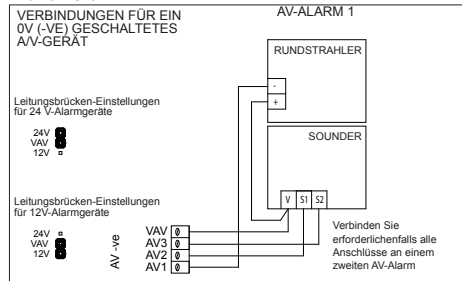 VERBINDUNGEN FÜR EIN
0V (-VE) GESCHALTETES
A/V-GERÄT
AV-ALARM 1
RUNDSTRAHLER
-
+
Leitungsbrücken-Einstellungen
für 24 V-Alarmgeräte
24V
VAV
12V
SOUNDER
V S1 S2
Leitungsbrücken-Einstellungen
für 12V-Alarmgeräte
24V
VAV
12V
AV -ve
VAV
AV3
AV2
AV1
Verbinden Sie
erforderlichenfalls alle
Anschlüsse an einem
zweiten AV-Alarm